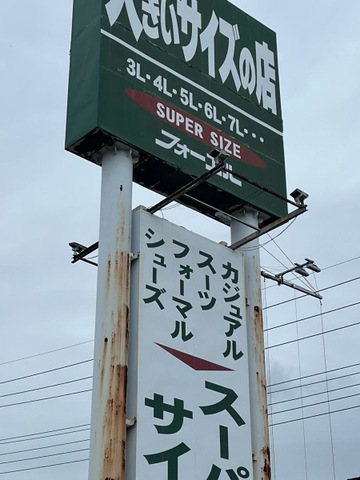 大きいサイズの店
3L・4L・5L・6L・7L・・・
SUPER SIZE
カジュアル
スーツ
フォーマル
シューズ
スーパ
サイ